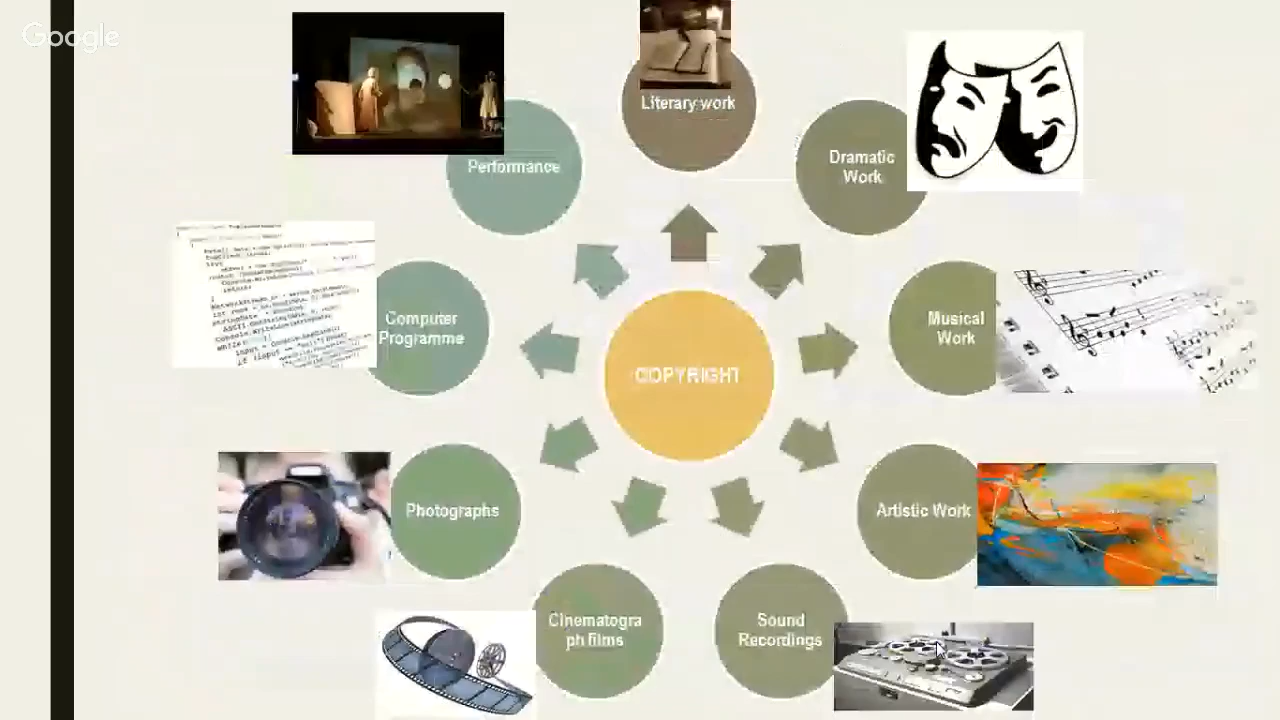 Google
Literary work
Dramatic
Work
Musical
Work
Artistic Work
Sound
Recordings
Cinematogra
ph films
Photographs
Computer
Programme
Performance
COPYRIGHT